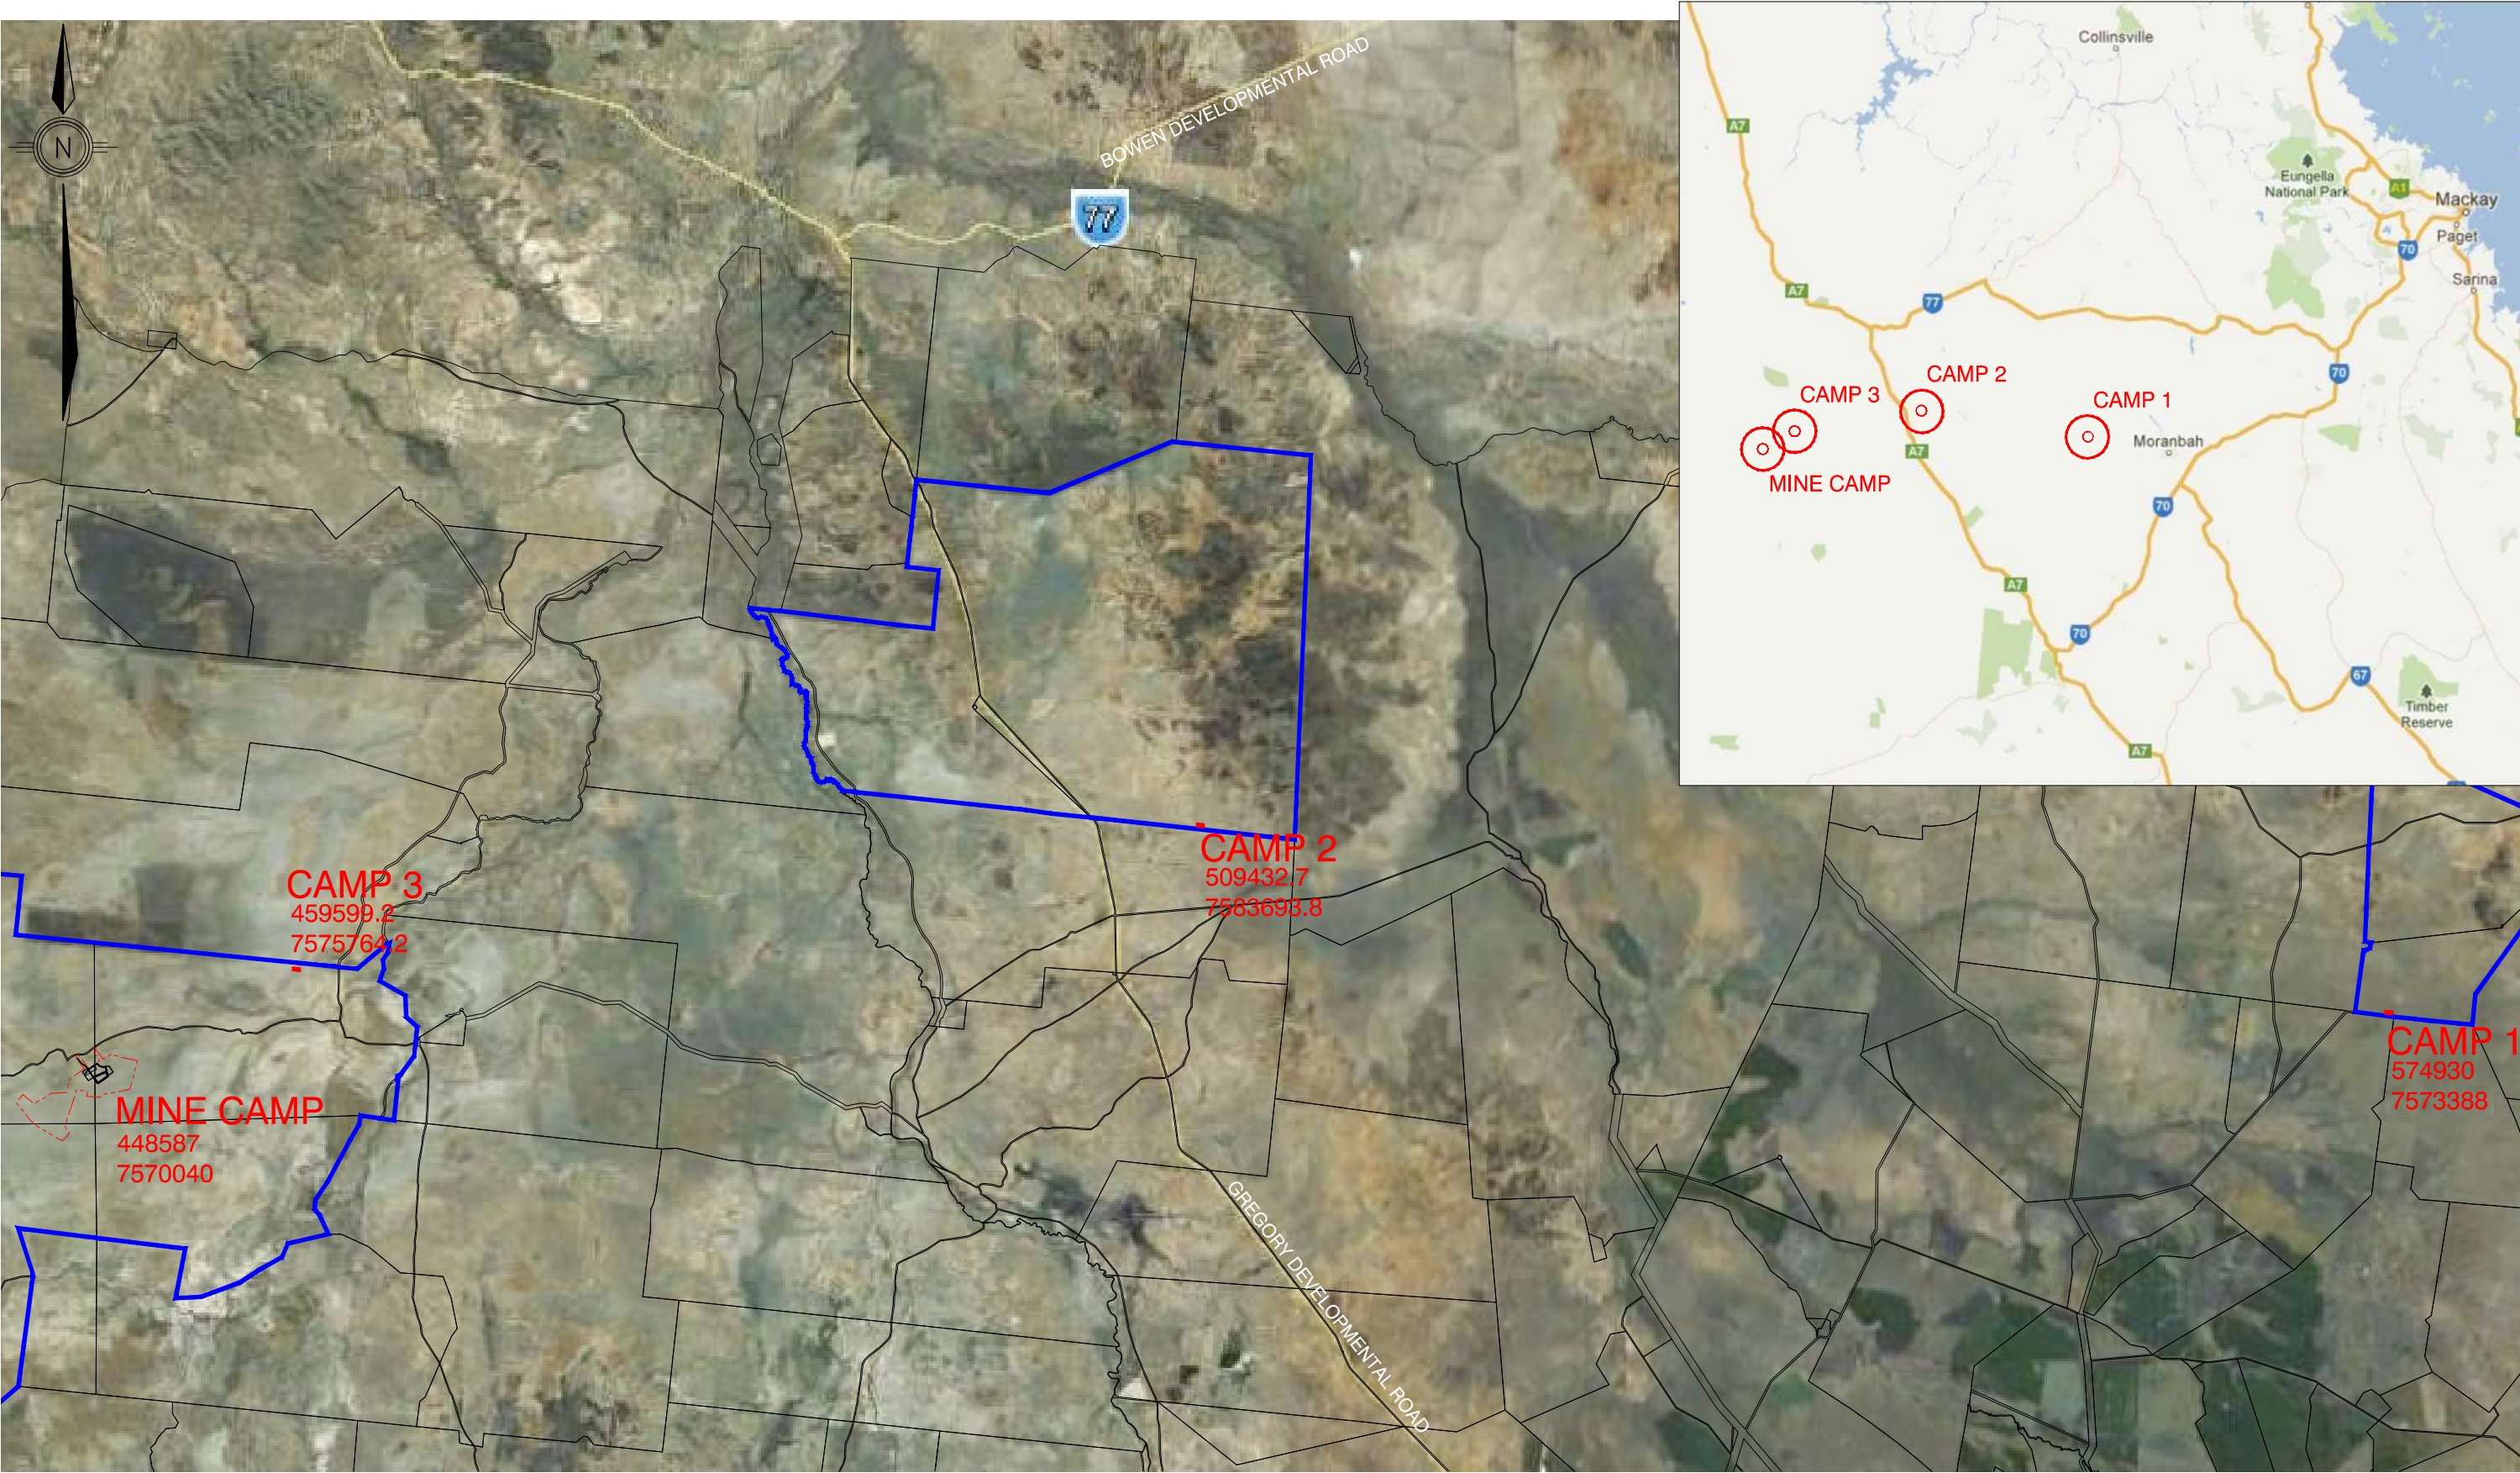 N
BOWEN DEVELOPMENTAL ROAD
77
CAMP 3
459599.2
7575764.2
CAMP 2
509432.7
7583693.8
MINE CAMP
448587
7570040
CAMP 1
574930
7573388
GREGORY DEVELOPMENTAL ROAD
Collinsville
A7
Eungella
National Park
A1
Mackay
Paget
70
Sarina
A7
77
70
CAMP 2
CAMP 3
CAMP 1
Moranbah
A7
MINE CAMP
70
A7
70
67
Timber
Reserve
A7